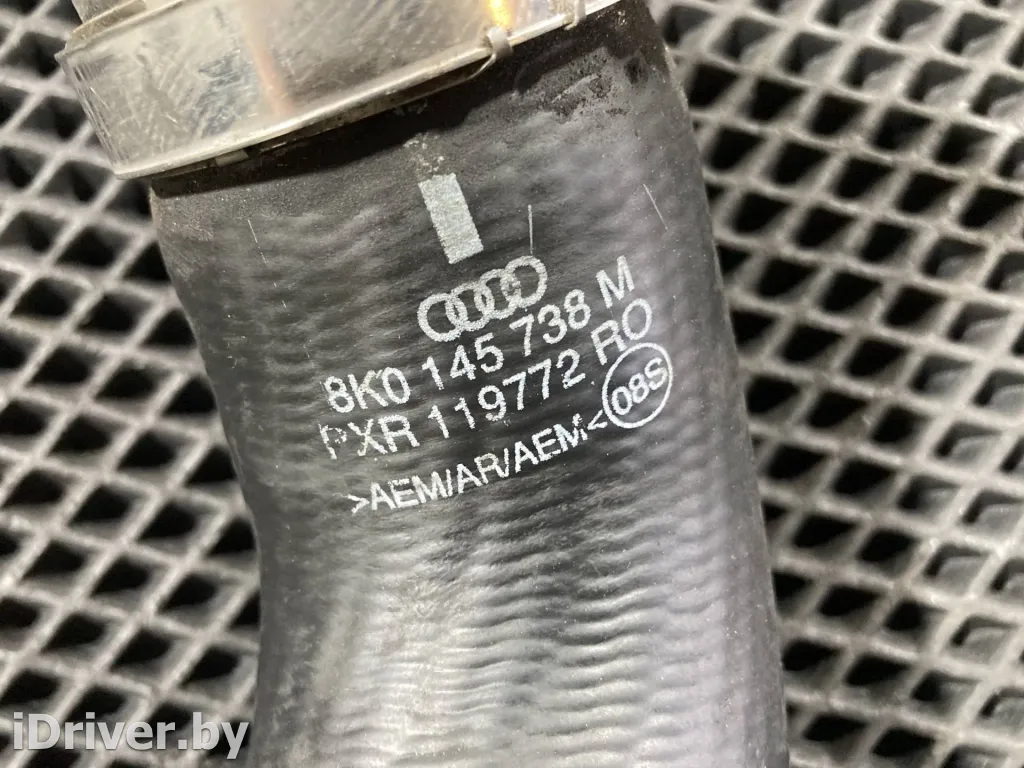 8K0 145 738 M
PXR 119772 RO
>AEM/AR/AEM< 08S
iDriver.by